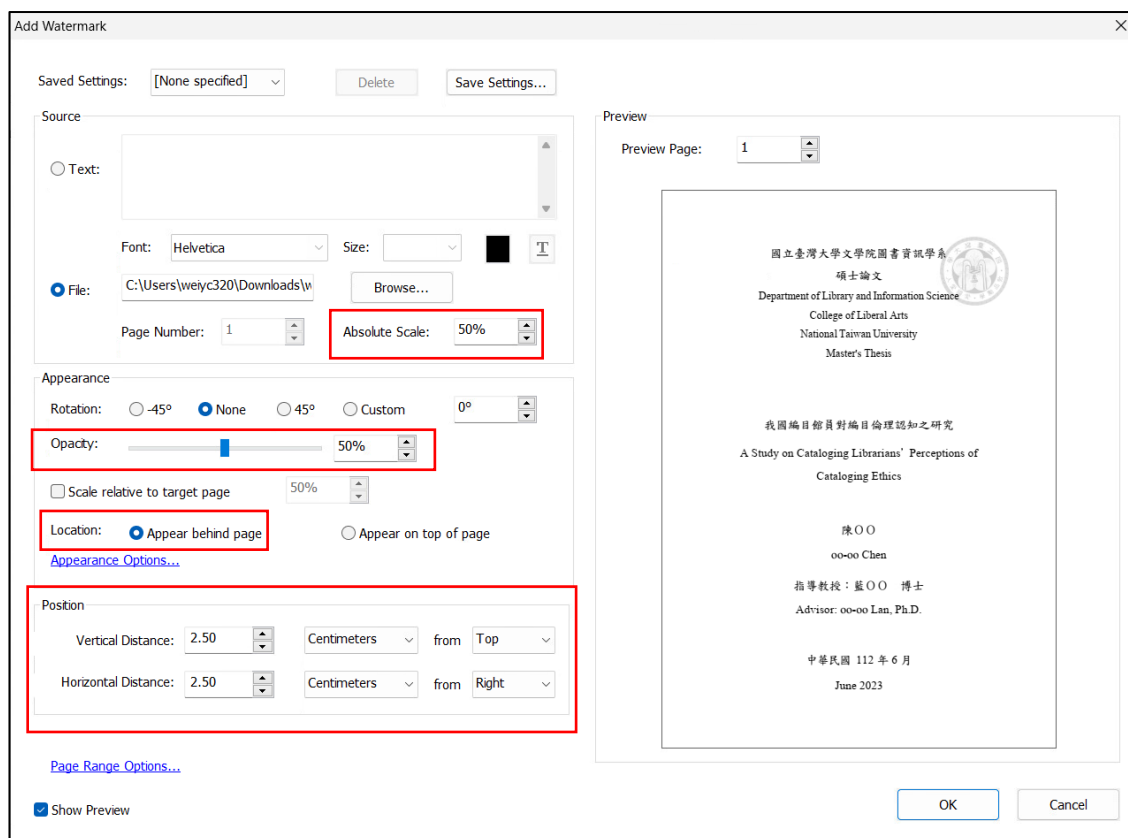 Add Watermark
Saved Settings: [None specified] Delete Save Settings...
Source
Text:
Font: Helvetica Size: T
File: C:\Users\weiyc320\Downloads\w Browse...
Page Number: 1 Absolute Scale: 50%
Appearance
Rotation: -45° None 45° Custom 0°
Opacity: 50%
Scale relative to target page 50%
Location: Appear behind page Appear on top of page
Appearance Options...
Position
Vertical Distance: 2.50 Centimeters from Top
Horizontal Distance: 2.50 Centimeters from Right
Page Range Options...
Show Preview
Preview
Preview Page: 1
國立臺灣大學文學院圖書資訊學系
碩士論文
Department of Library and Information Science
College of Liberal Arts
National Taiwan University
Master's Thesis
我國編目館員對編目倫理認知之研究
A Study on Cataloging Librarians' Perceptions of
Cataloging Ethics
陳OO
oo-oo Chen
指導教授：藍OO 博士
Advisor: oo-oo Lan, Ph.D.
中華民國 112 年 6 月
June 2023
OK Cancel